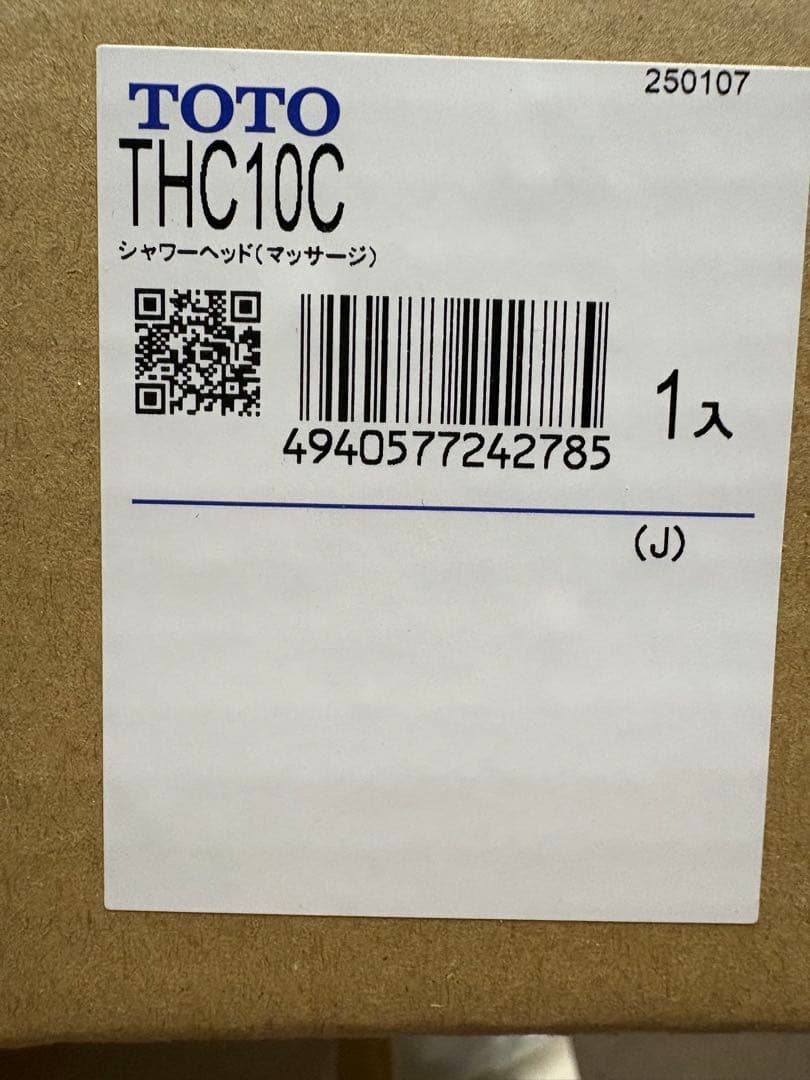 250107
TOTO
THC10C
シャワーヘッド(マッサージ)
4940577242785
1入
(J)